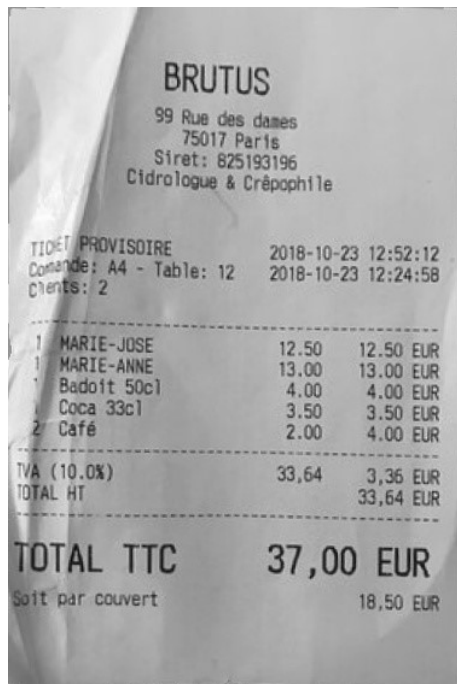 BRUTUS
99 Rue des dames
75017 Paris
Siret: 825193196
Cidrologue & Crêpophile
TICKET PROVISOIRE 2018-10-23 12:52:12
Comande: A4 - Table: 12 2018-10-23 12:24:58
Clients: 2
1 MARIE-JOSE 12.50 12.50 EUR
1 MARIE-ANNE 13.00 13.00 EUR
1 Badoit 50cl 4.00 4.00 EUR
1 Coca 33cl 3.50 3.50 EUR
2 Café 2.00 4.00 EUR
TVA (10.0%) 33,64 3,36 EUR
TOTAL HT 33,64 EUR
TOTAL TTC 37,00 EUR
Soit par couvert 18,50 EUR